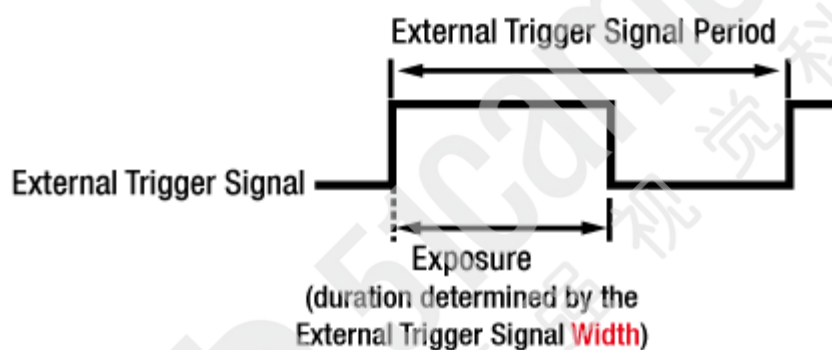 External Trigger Signal Period
External Trigger Signal
Exposure
(duration determined by the
External Trigger Signal Width)